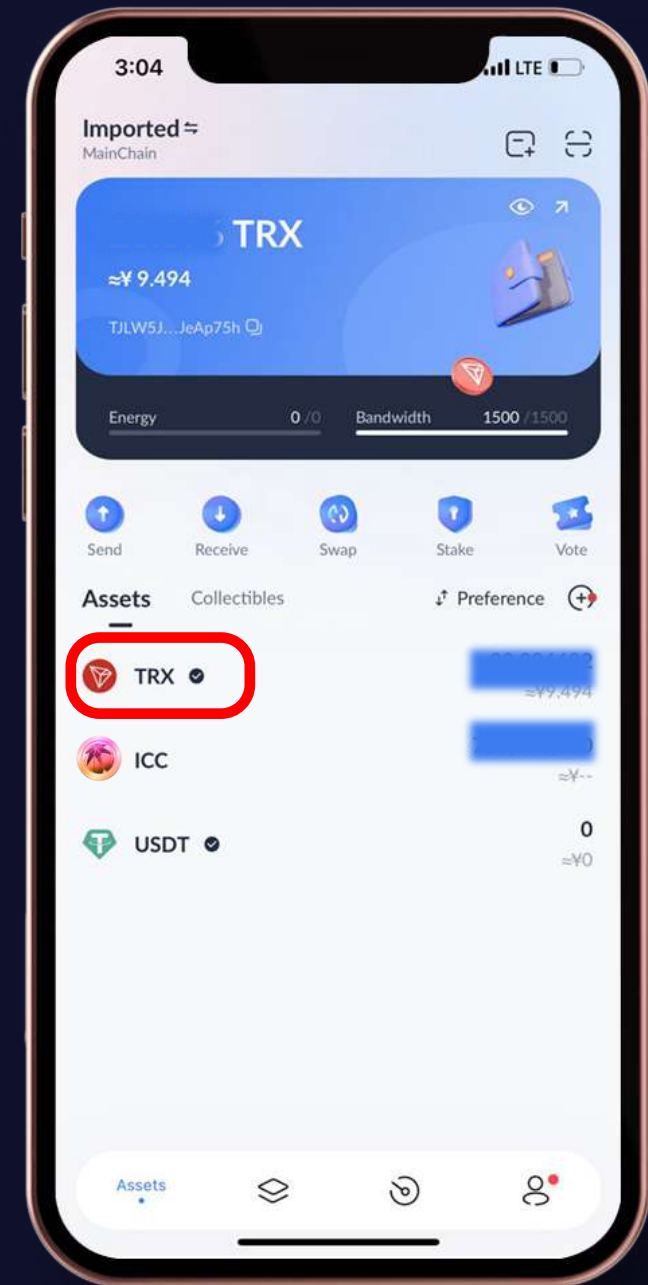 3:04
LTE
Imported
MainChain
TRX
≈¥ 9.494
TJLW5J...JeAp75h
Energy 0 /0 Bandwidth 1500 /1500
Send Receive Swap Stake Vote
Assets Collectibles Preference
TRX
≈¥9.494
ICC
≈¥--
USDT 0
≈¥0
Assets